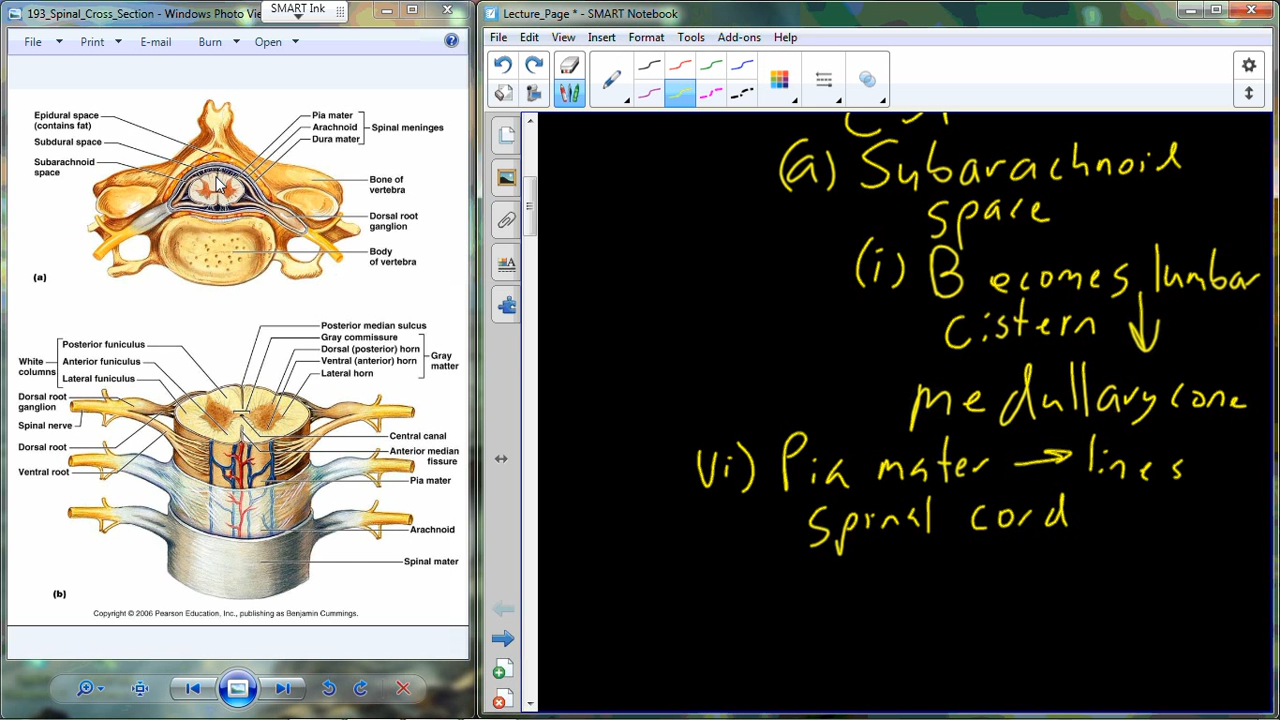 193_Spinal_Cross_Section - Windows Photo Vie
SMART Ink
File Print E-mail Burn Open
Epidural space
(contains fat)
Subdural space
Subarachnoid
space
Pia mater
Arachnoid
Dura mater
Spinal meninges
Bone of
vertebra
Dorsal root
ganglion
Body
of vertebra
(a)
Posterior median sulcus
Gray commissure
Dorsal (posterior) horn
Ventral (anterior) horn
Lateral horn
Gray
matter
White
columns
Posterior funiculus
Anterior funiculus
Lateral funiculus
Dorsal root
ganglion
Spinal nerve
Dorsal root
Ventral root
Central canal
Anterior median
fissure
Pia mater
Arachnoid
Spinal mater
(b)
Copyright © 2006 Pearson Education, Inc., publishing as Benjamin Cummings.
Lecture_Page * - SMART Notebook
File Edit View Insert Format Tools Add-ons Help
(a) Subarachnoid
space
(i) Becomes lumbar
cistern ↓
medullary cone
vi) Pia mater → lines
spinal cord